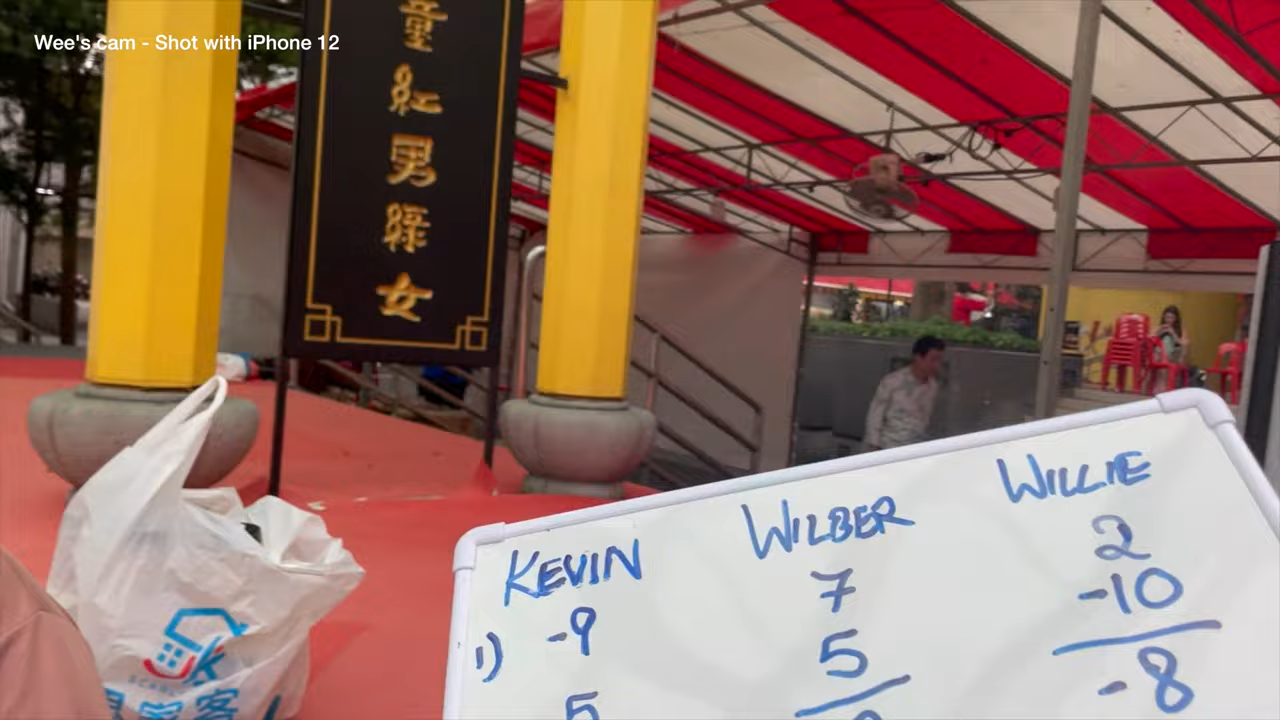 Wee's cam - Shot with iPhone 12
童
紅
男
綠
女
KEVIN WILBER WILLIE
1) -9 7 2
5 5 -10
-8